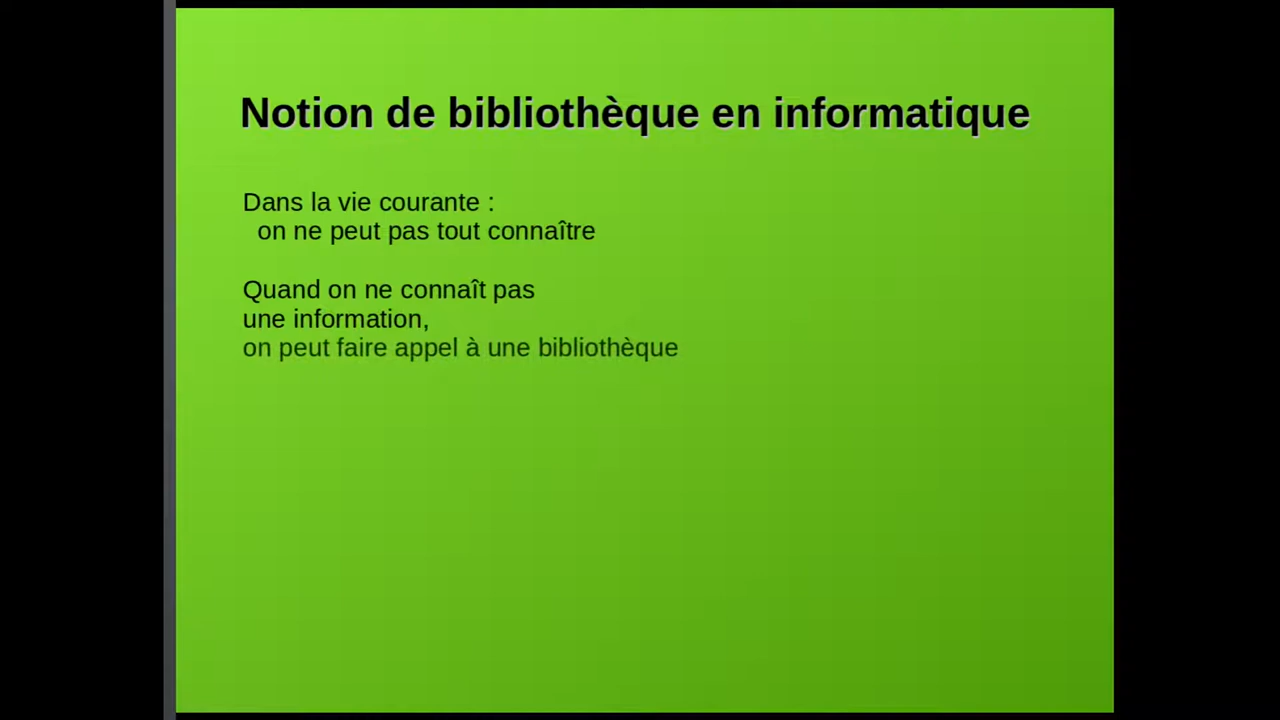 Notion de bibliothèque en informatique
Dans la vie courante :
on ne peut pas tout connaître
Quand on ne connaît pas
une information,
on peut faire appel à une bibliothèque